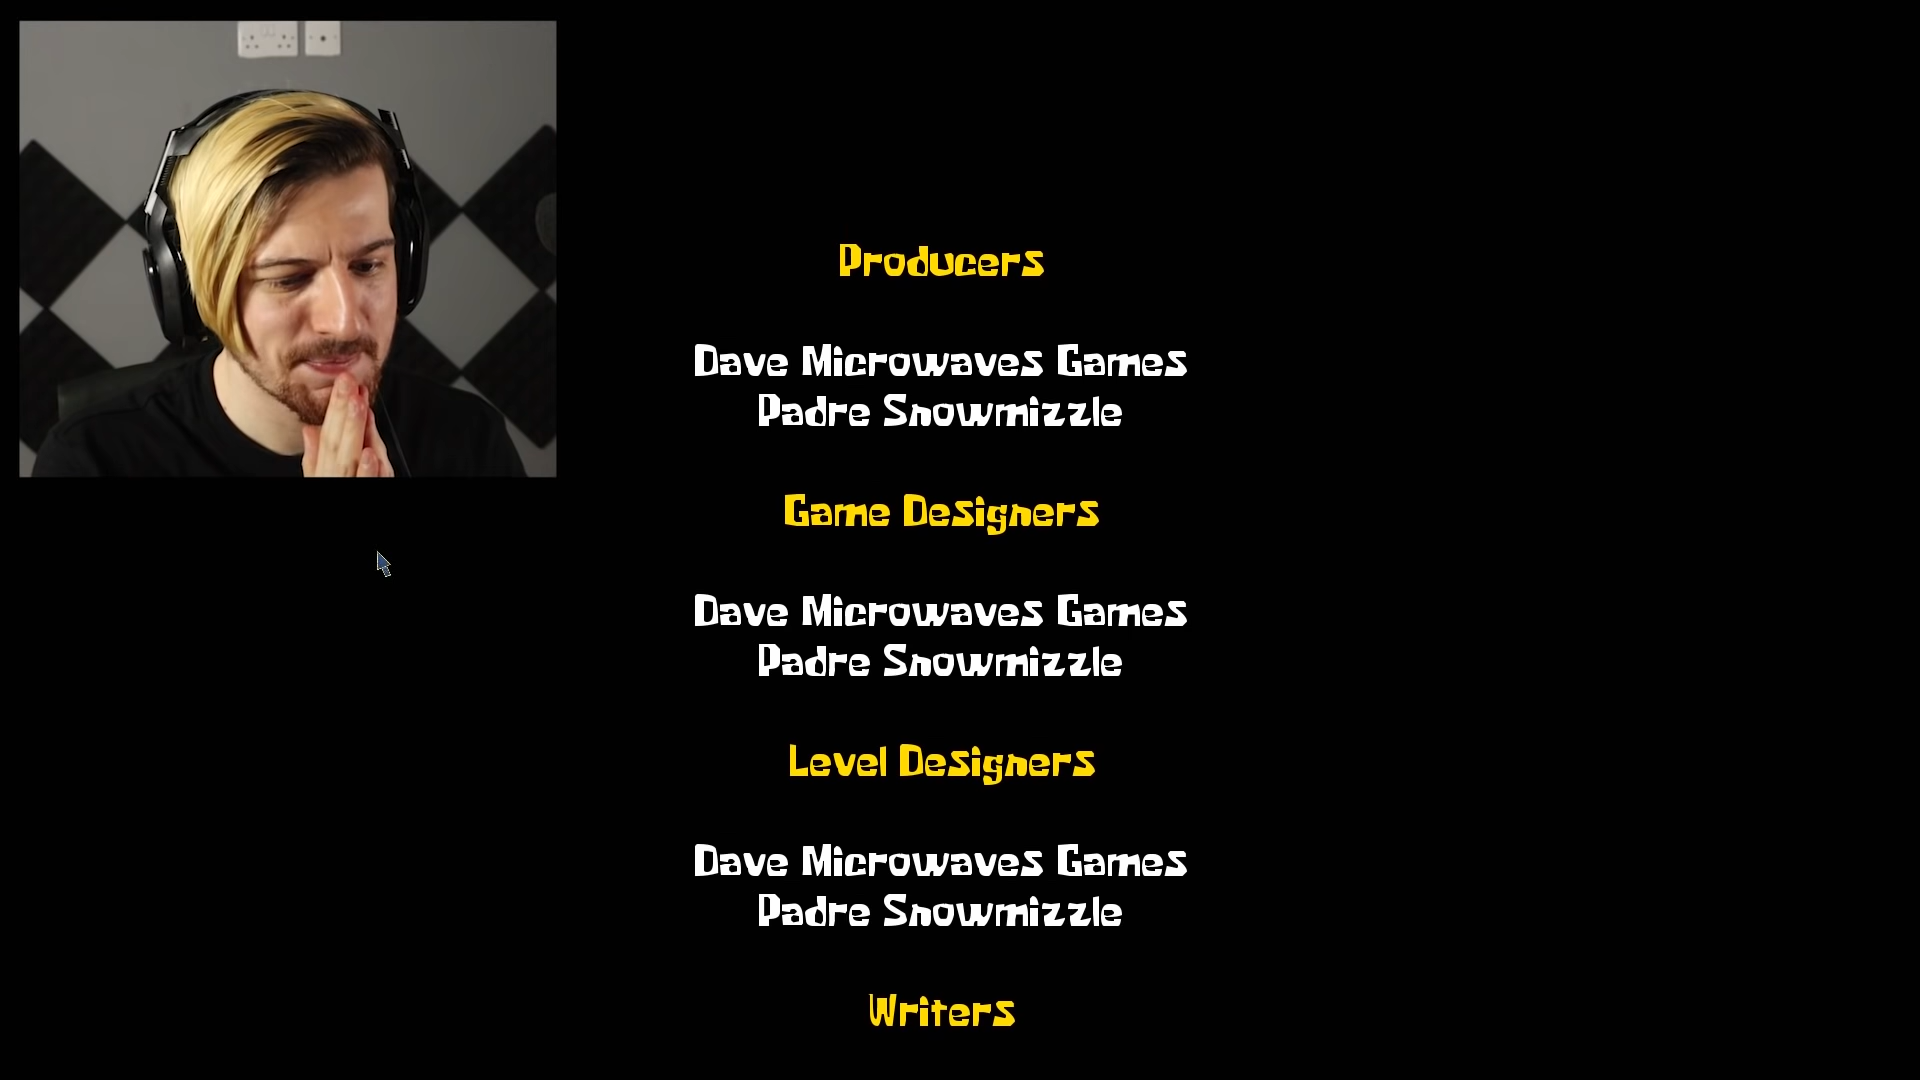 Producers
Dave Microwaves Games
Padre Snowmizzle
Game Designers
Dave Microwaves Games
Padre Snowmizzle
Level Designers
Dave Microwaves Games
Padre Snowmizzle
Writers